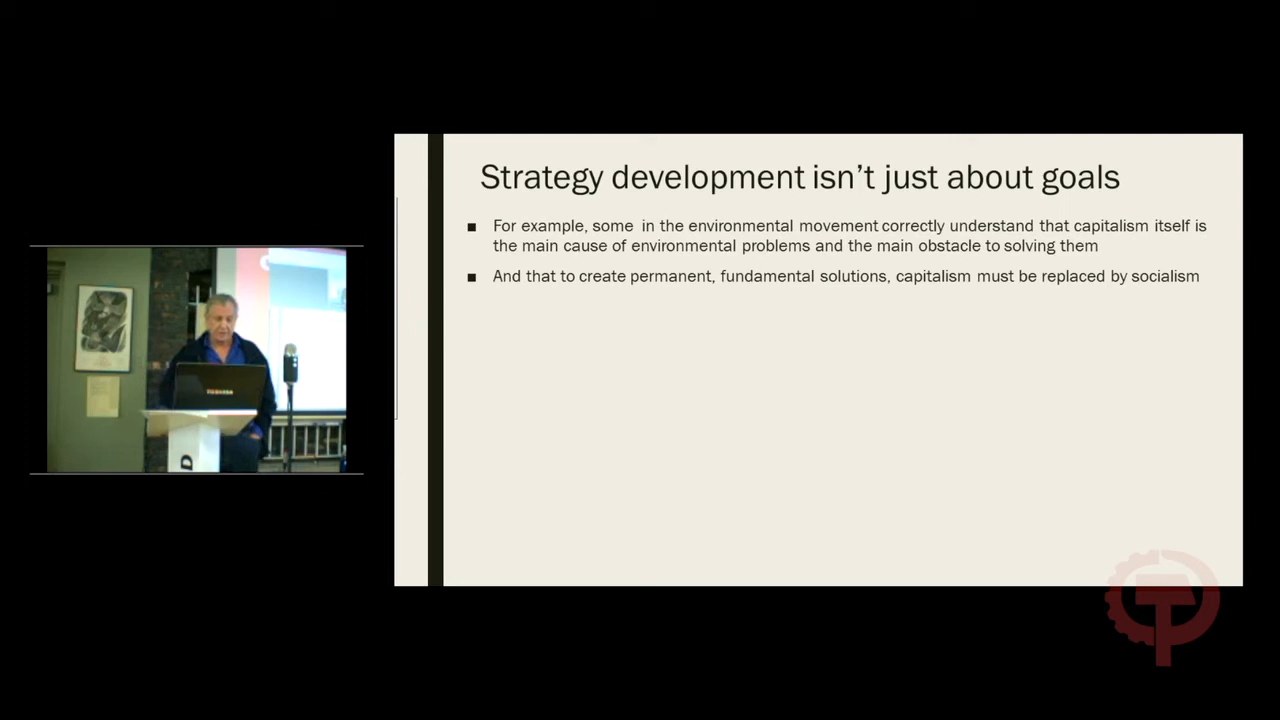 Strategy development isn’t just about goals
■ For example, some in the environmental movement correctly understand that capitalism itself is
the main cause of environmental problems and the main obstacle to solving them
■ And that to create permanent, fundamental solutions, capitalism must be replaced by socialism
TOSHIBA
D